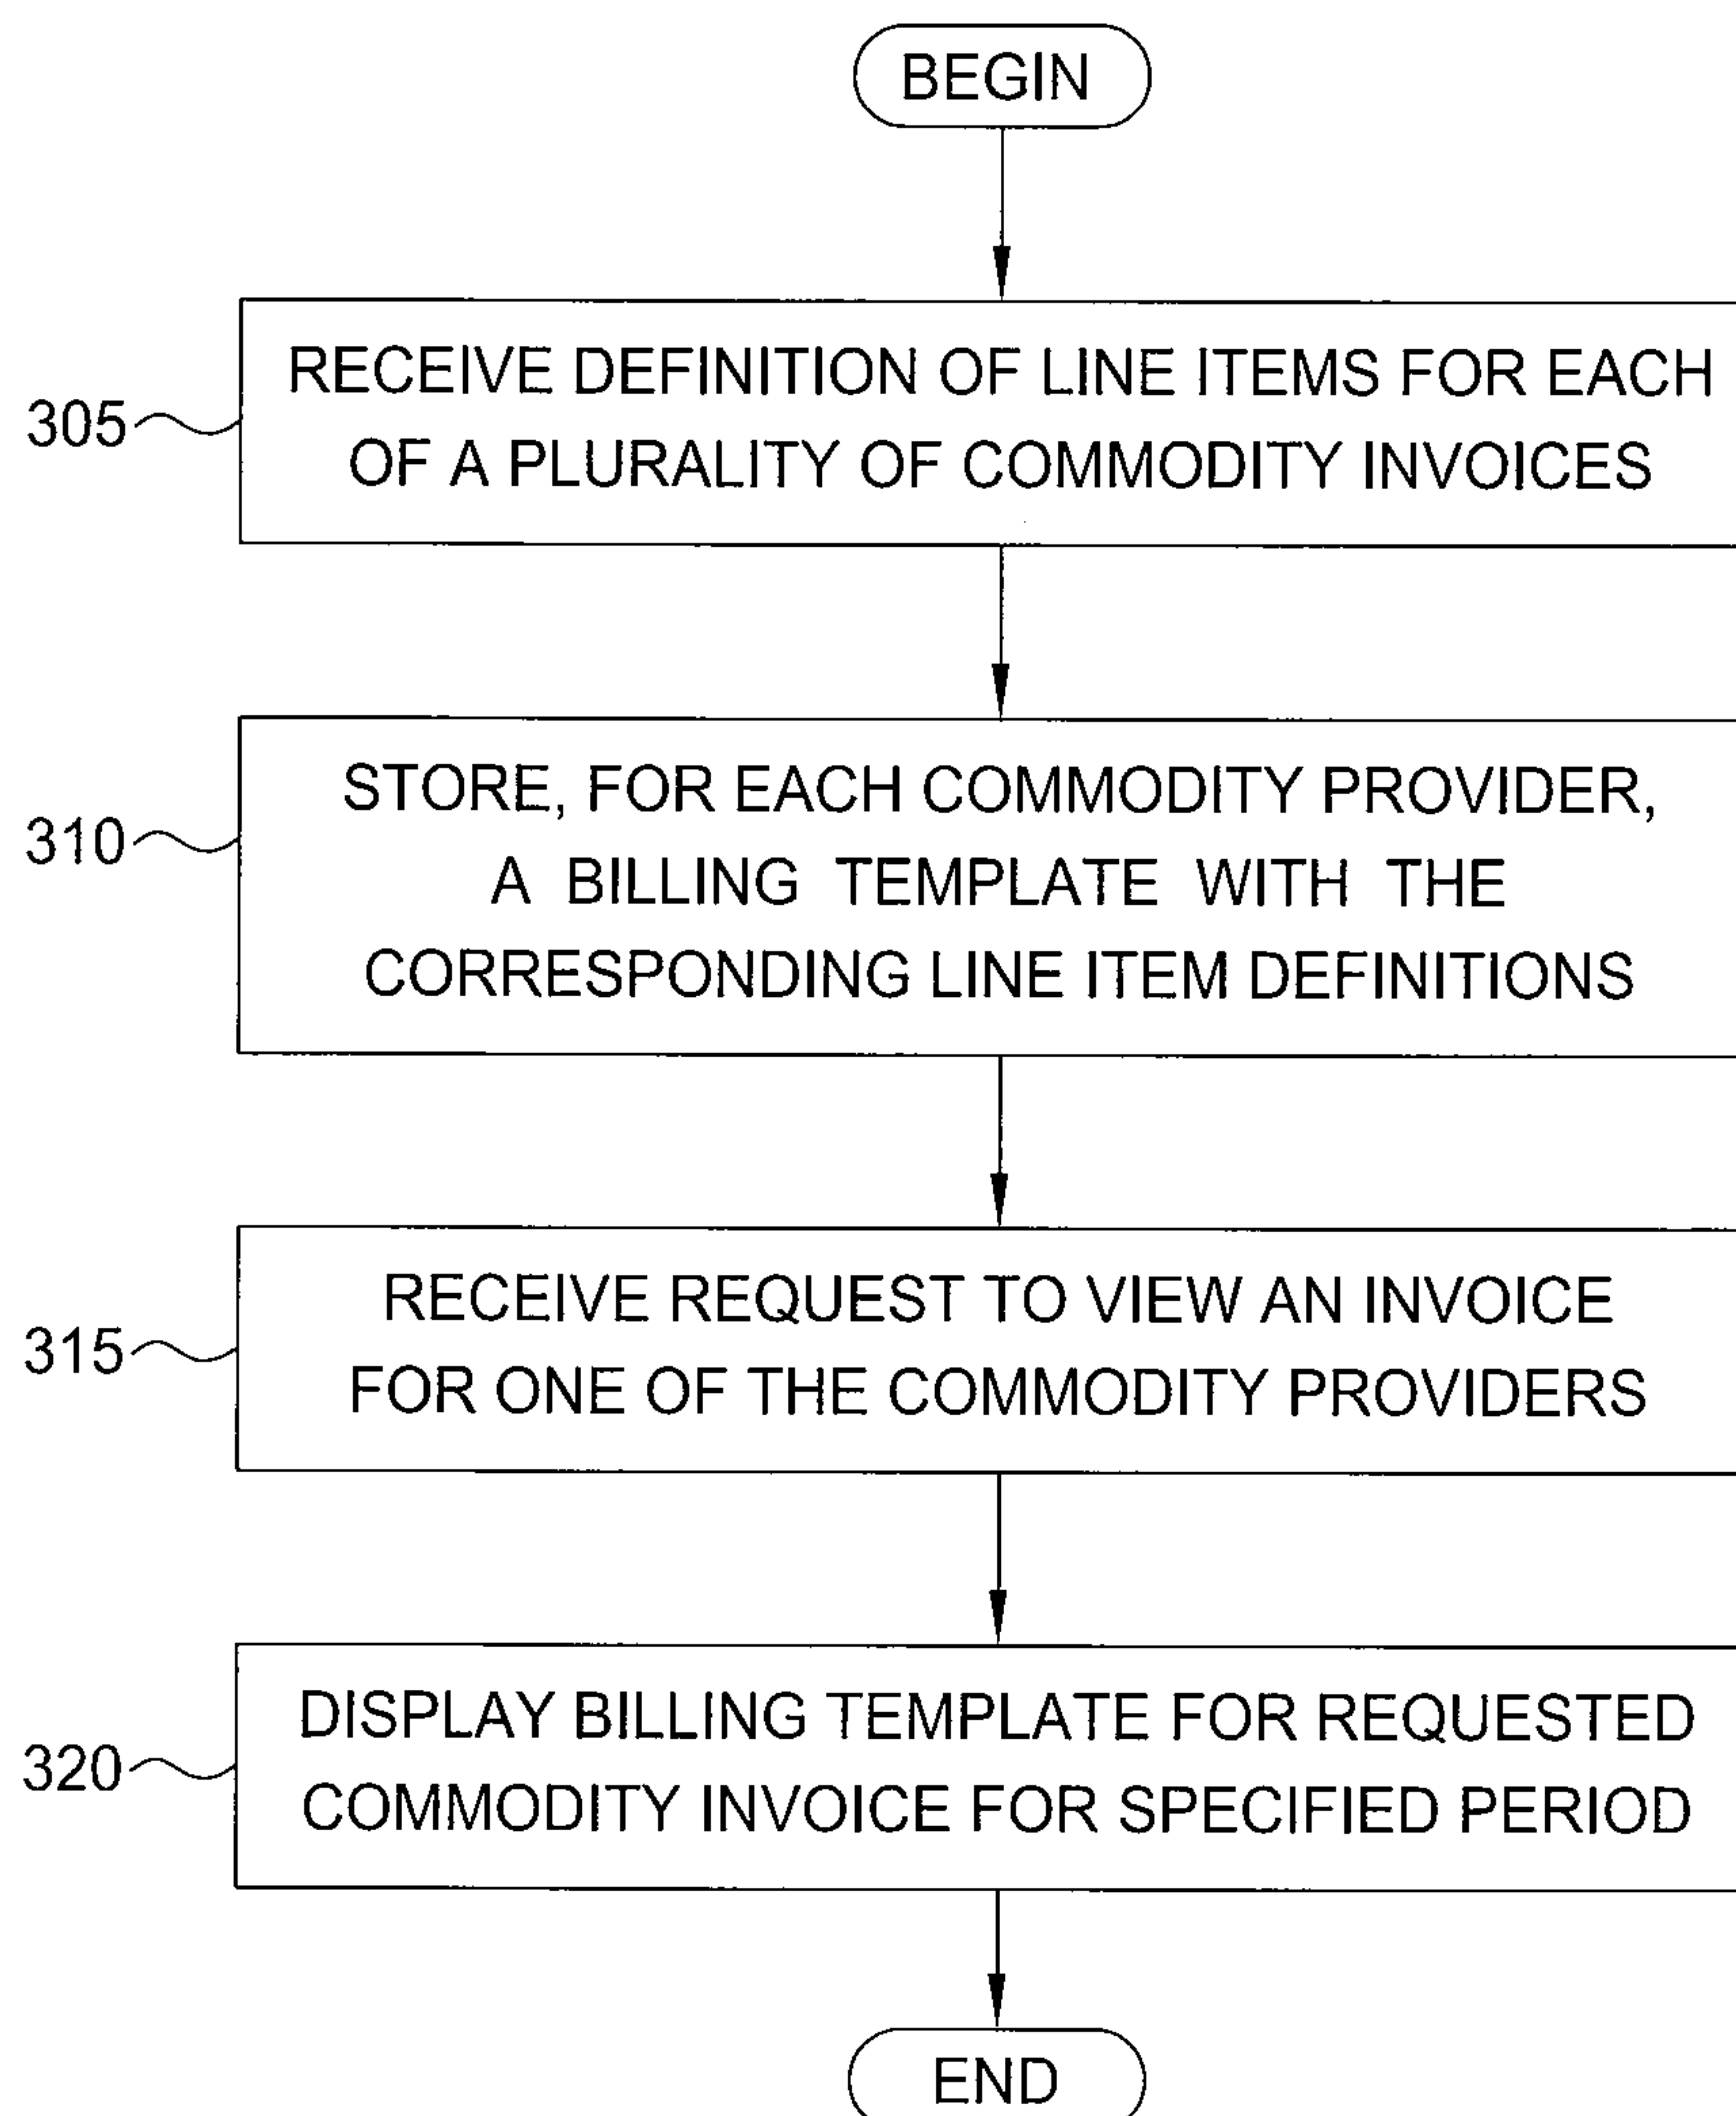 BEGIN
305
RECEIVE DEFINITION OF LINE ITEMS FOR EACH
OF A PLURALITY OF COMMODITY INVOICES
310
STORE, FOR EACH COMMODITY PROVIDER,
A BILLING TEMPLATE WITH THE
CORRESPONDING LINE ITEM DEFINITIONS
315
RECEIVE REQUEST TO VIEW AN INVOICE
FOR ONE OF THE COMMODITY PROVIDERS
320
DISPLAY BILLING TEMPLATE FOR REQUESTED
COMMODITY INVOICE FOR SPECIFIED PERIOD
END